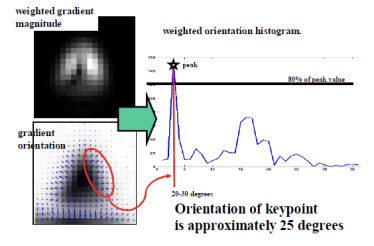 weighted gradient
magnitude
weighted orientation histogram.
peak
80% of peak value
gradient
orientation
20-30 degrees
Orientation of keypoint
is approximately 25 degrees